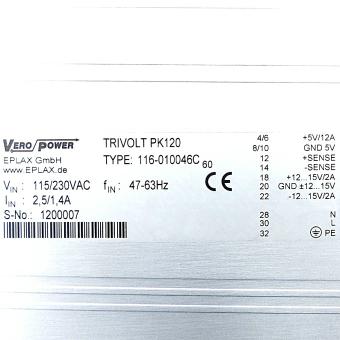 VERO/POWER
EPLAX GmbH
www.EPLAX.de
VIN : 115/230VAC
IIN : 2,5/1,4A
S-No.: 1200007
TRIVOLT PK120
TYPE: 116-010046C 60
fIN : 47-63Hz
4/6 +5V/12A
8/10 GND 5V
12 +SENSE
14 -SENSE
18 +12...15V/2A
20 GND ±12...15V
22 -12...15V/2A
28 N
30 L
32 PE